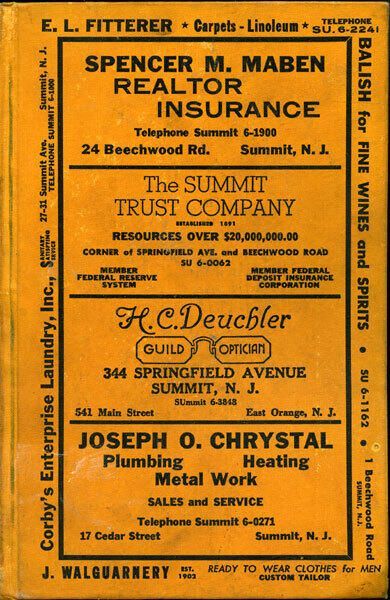 E. L. FITTERER ★ Carpets - Linoleum ★ TELEPHONE SU. 6-2241
SPENCER M. MABEN
REALTOR
INSURANCE
Telephone Summit 6-1900
24 Beechwood Rd. Summit, N. J.
The SUMMIT
TRUST COMPANY
ESTABLISHED 1891
RESOURCES OVER $20,000,000.00
CORNER of SPRINGFIELD AVE. and BEECHWOOD ROAD
SU 6-0062
MEMBER FEDERAL RESERVE SYSTEM
MEMBER FEDERAL DEPOSIT INSURANCE CORPORATION
H. C. Deuchler
GUILD OPTICIAN
344 SPRINGFIELD AVENUE
SUMMIT, N. J.
SUmmit 6-3848
541 Main Street East Orange, N. J.
JOSEPH O. CHRYSTAL
Plumbing Heating
Metal Work
SALES and SERVICE
Telephone Summit 6-0271
17 Cedar Street Summit, N. J.
J. WALGUARNERY EST. 1902 READY TO WEAR CLOTHES for MEN
CUSTOM TAILOR
Corby's Enterprise Laundry, Inc., SANITARY SATISFYING SERVICE 27-31 Summit Ave. Summit, N. J.
TELEPHONE SUMMIT 6-1000
BALISH for FINE WINES and SPIRITS • SU 6-1162 • 1 Beechwood Road
SUMMIT, N.J.